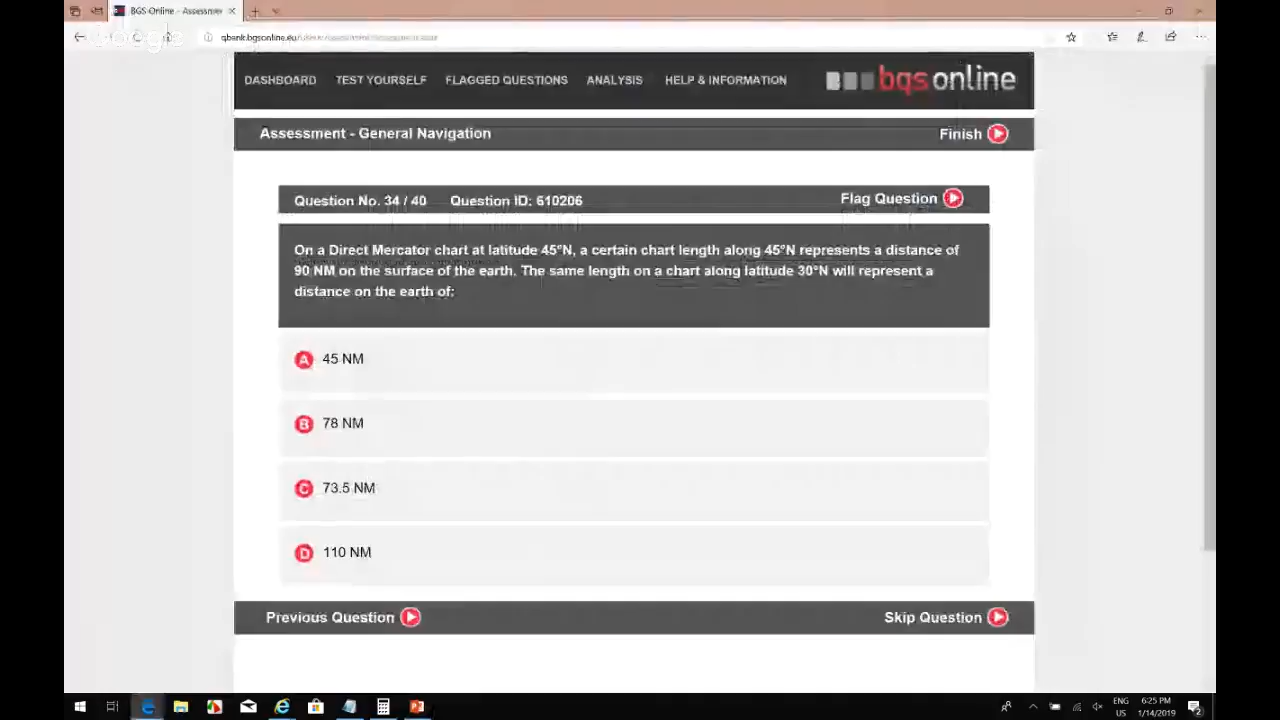 BGS Online - Assessmer
qbank.bgsonline.eu
DASHBOARD TEST YOURSELF FLAGGED QUESTIONS ANALYSIS HELP & INFORMATION bgsonline
Assessment - General Navigation Finish
Question No. 34 / 40 Question ID: 610206 Flag Question
On a Direct Mercator chart at latitude 45°N, a certain chart length along 45°N represents a distance of
90 NM on the surface of the earth. The same length on a chart along latitude 30°N will represent a
distance on the earth of:
A 45 NM
B 78 NM
C 73.5 NM
D 110 NM
Previous Question Skip Question
ENG 6:25 PM
US 1/14/2019